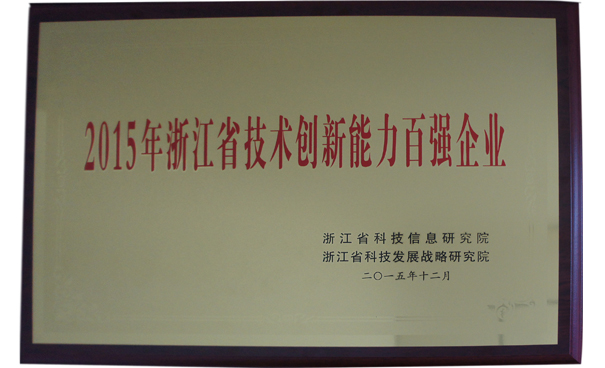 2015年浙江省技术创新能力百强企业
浙江省科技信息研究院
浙江省科技发展战略研究院
二〇一五年十二月